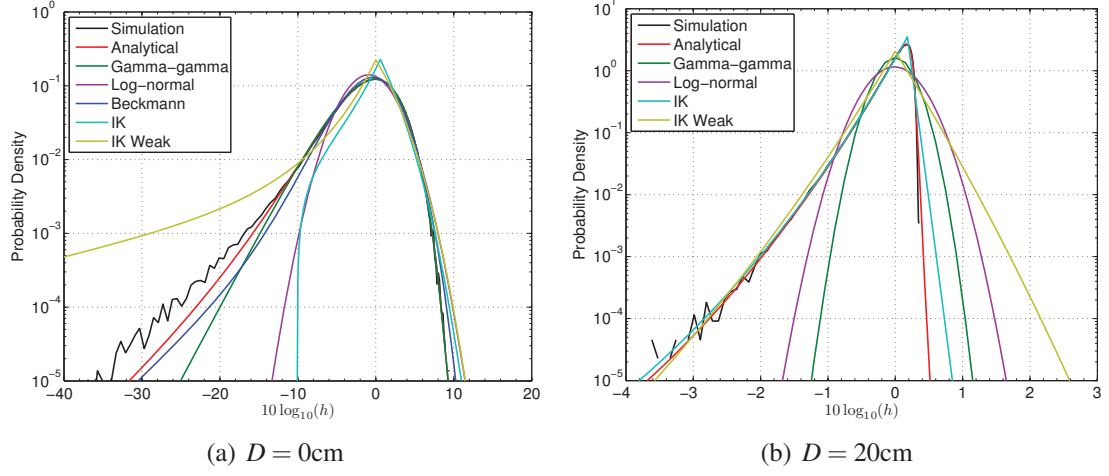 10^0
10^-1
10^-2
10^-3
10^-4
10^-5
Probability Density
Simulation
Analytical
Gamma-gamma
Log-normal
Beckmann
IK
IK Weak
-40 -30 -20 -10 0 10 20
10 log10(h)
(a) D = 0cm
10^1
10^0
10^-1
10^-2
10^-3
10^-4
10^-5
Probability Density
Simulation
Analytical
Gamma-gamma
Log-normal
IK
IK Weak
-4 -3 -2 -1 0 1 2 3
10 log10(h)
(b) D = 20cm